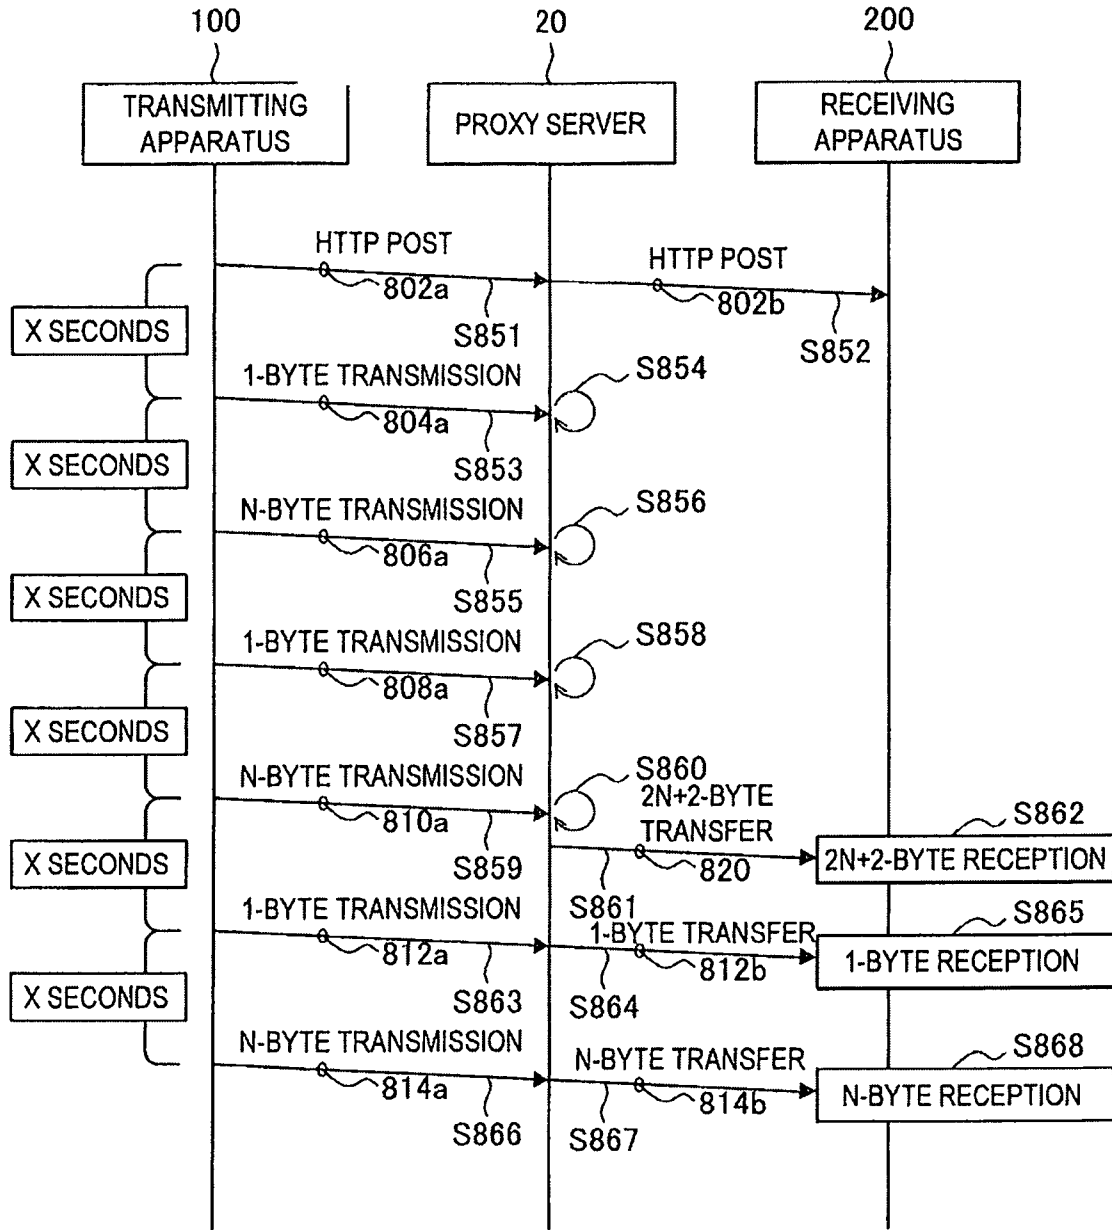 100
20
200
TRANSMITTING
APPARATUS
PROXY SERVER
RECEIVING
APPARATUS
HTTP POST
802a
S851
HTTP POST
802b
S852
X SECONDS
1-BYTE TRANSMISSION
804a
S853
S854
X SECONDS
N-BYTE TRANSMISSION
806a
S855
S856
X SECONDS
1-BYTE TRANSMISSION
808a
S857
S858
X SECONDS
N-BYTE TRANSMISSION
810a
S859
S860
2N+2-BYTE
TRANSFER
820
S861
S862
2N+2-BYTE RECEPTION
X SECONDS
1-BYTE TRANSMISSION
812a
S863
1-BYTE TRANSFER
812b
S864
S865
1-BYTE RECEPTION
X SECONDS
N-BYTE TRANSMISSION
814a
S866
N-BYTE TRANSFER
814b
S867
S868
N-BYTE RECEPTION